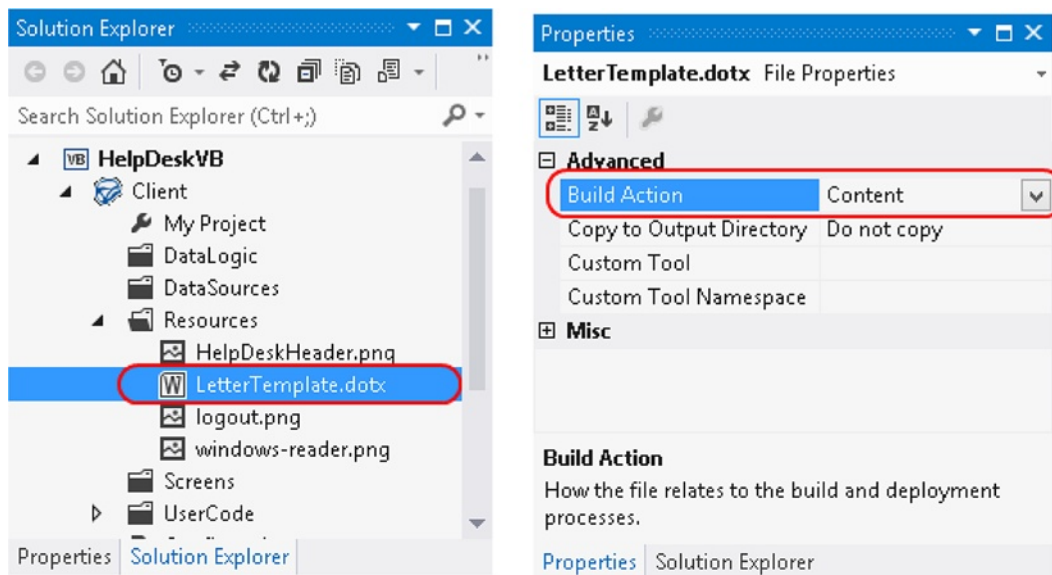 Solution Explorer
Search Solution Explorer (Ctrl+;)
VB HelpDeskVB
Client
My Project
DataLogic
DataSources
Resources
HelpDeskHeader.png
LetterTemplate.dotx
logout.png
windows-reader.png
Screens
UserCode
Properties Solution Explorer
Properties
LetterTemplate.dotx File Properties
Advanced
Build Action Content
Copy to Output Directory Do not copy
Custom Tool
Custom Tool Namespace
Misc
Build Action
How the file relates to the build and deployment
processes.
Properties Solution Explorer